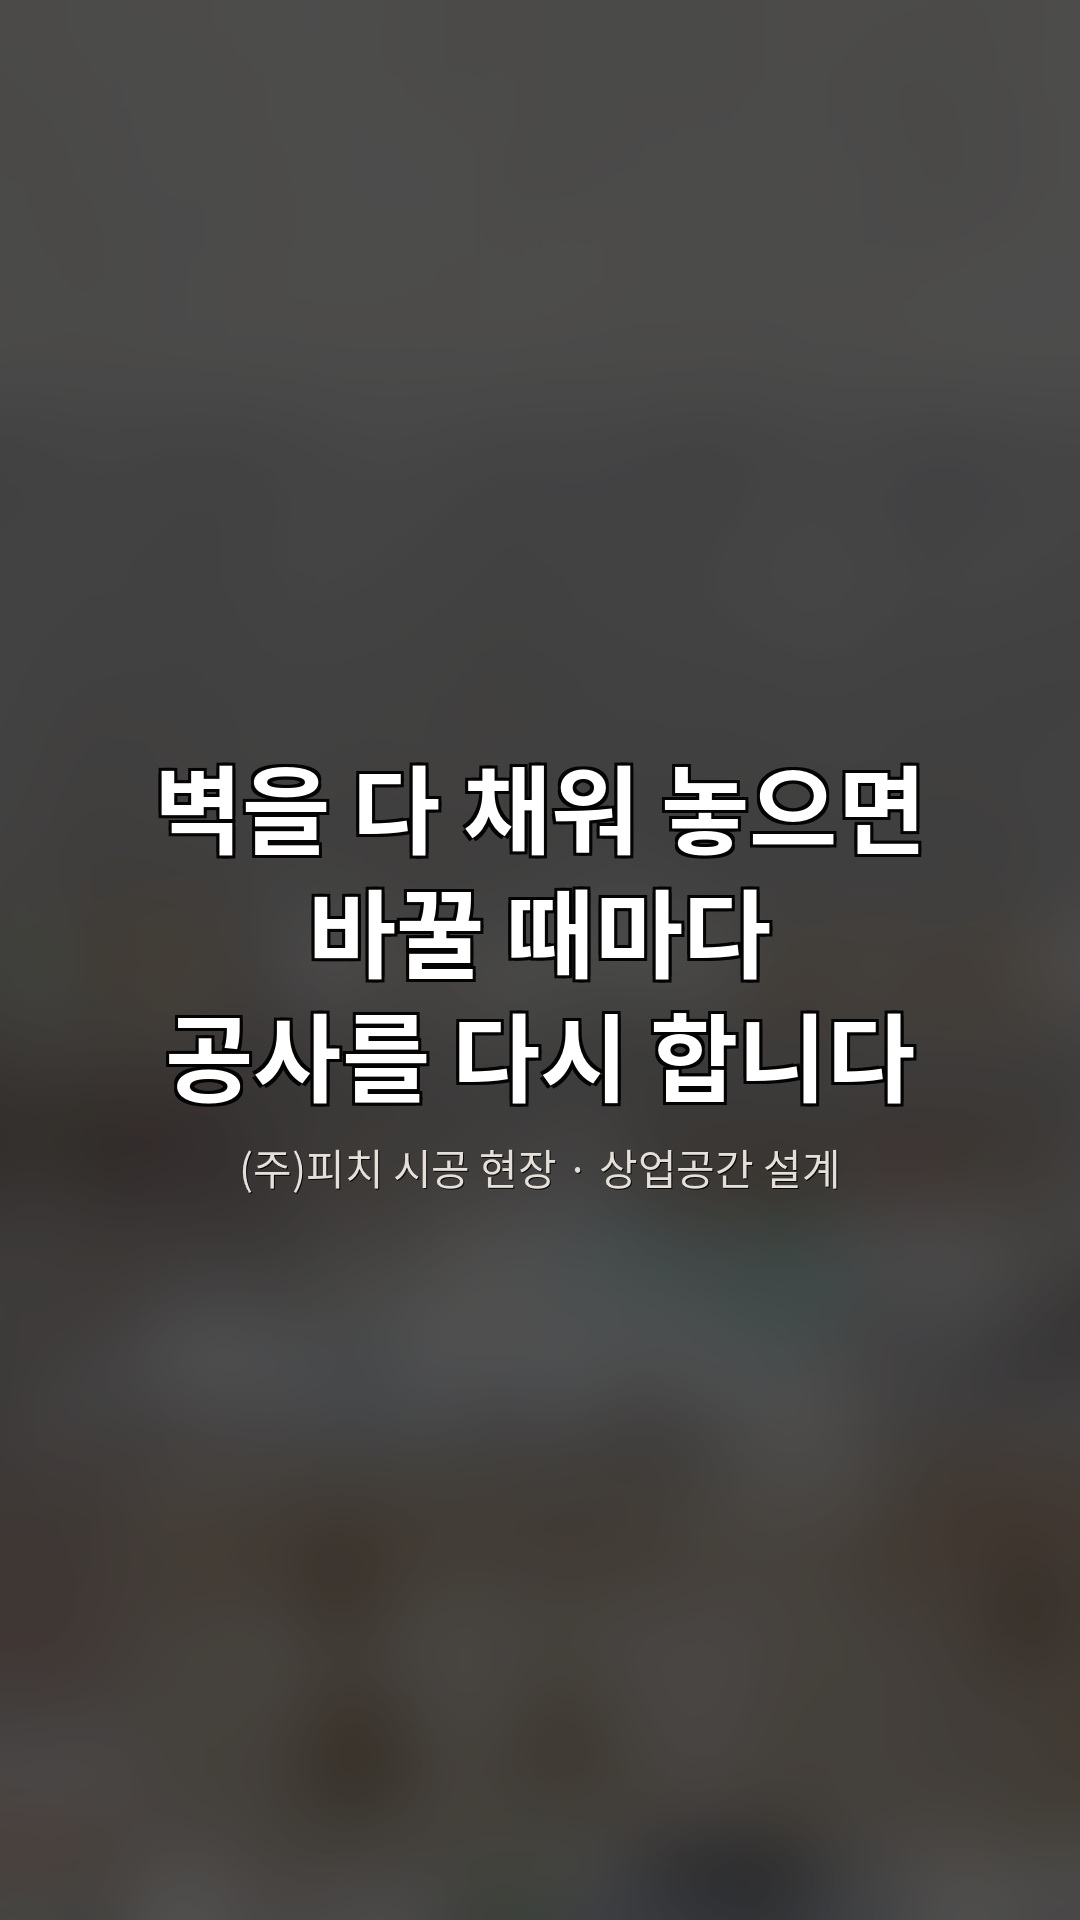 벽을 다 채워 놓으면
바꿀 때마다
공사를 다시 합니다
(주)피치 시공 현장 · 상업공간 설계